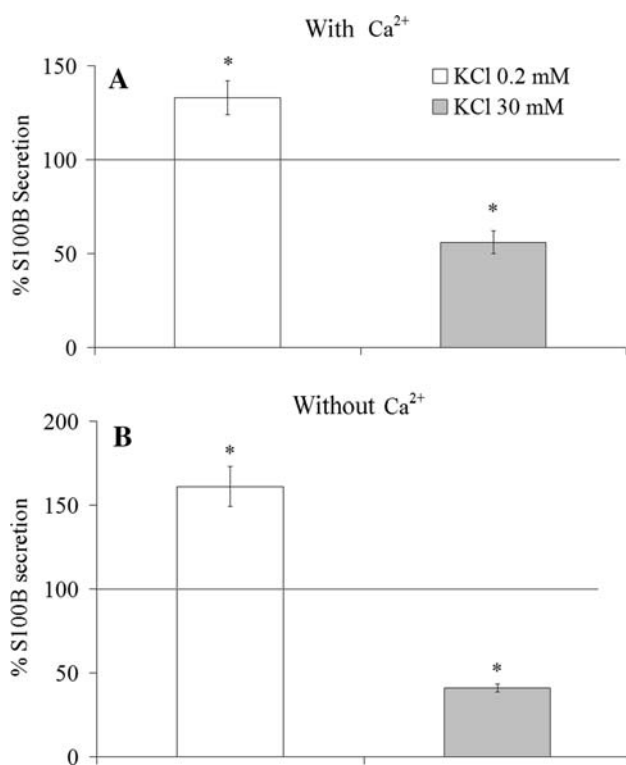 With Ca²⁺
A
*
*
KCl 0.2 mM
KCl 30 mM
150
100
50
0
% S100B Secretion
Without Ca²⁺
B
*
*
200
150
100
50
0
% S100B secretion